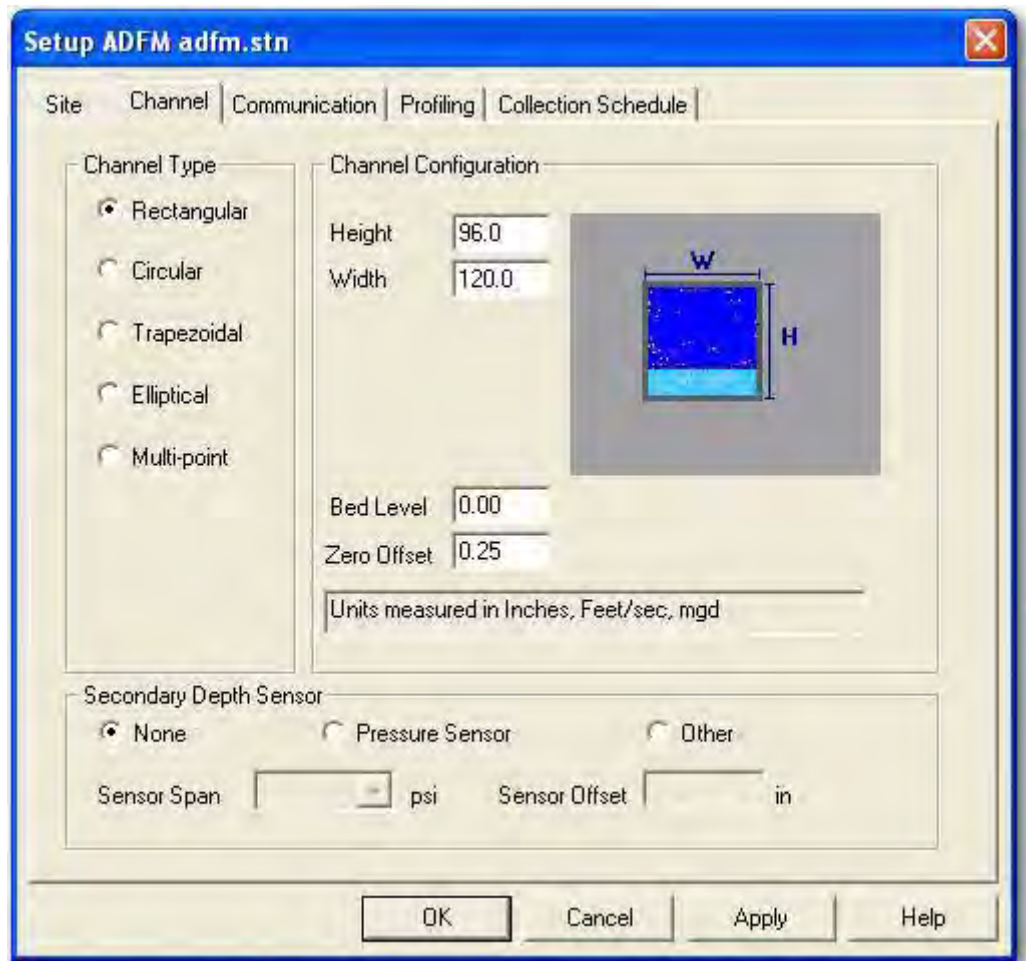 Setup ADFM adfm.stn
Site Channel Communication Profiling Collection Schedule
Channel Type
Rectangular
Circular
Trapezoidal
Elliptical
Multi-point
Channel Configuration
Height 96.0
Width 120.0
W
H
Bed Level 0.00
Zero Offset 0.25
Units measured in Inches, Feet/sec, mgd
Secondary Depth Sensor
None Pressure Sensor Other
Sensor Span psi Sensor Offset in
OK Cancel Apply Help